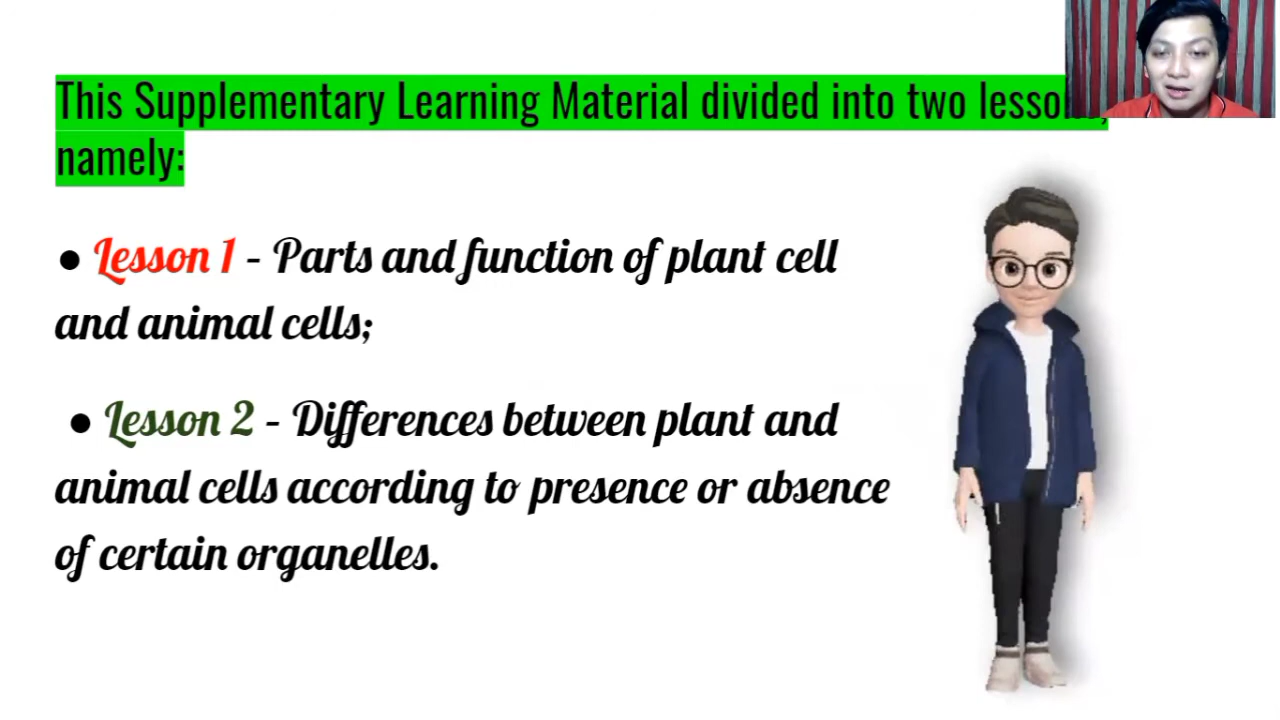 This Supplementary Learning Material divided into two
namely:
● Lesson 1 – Parts and function of plant cell
and animal cells;
● Lesson 2 – Differences between plant and
animal cells according to presence or absence
of certain organelles.